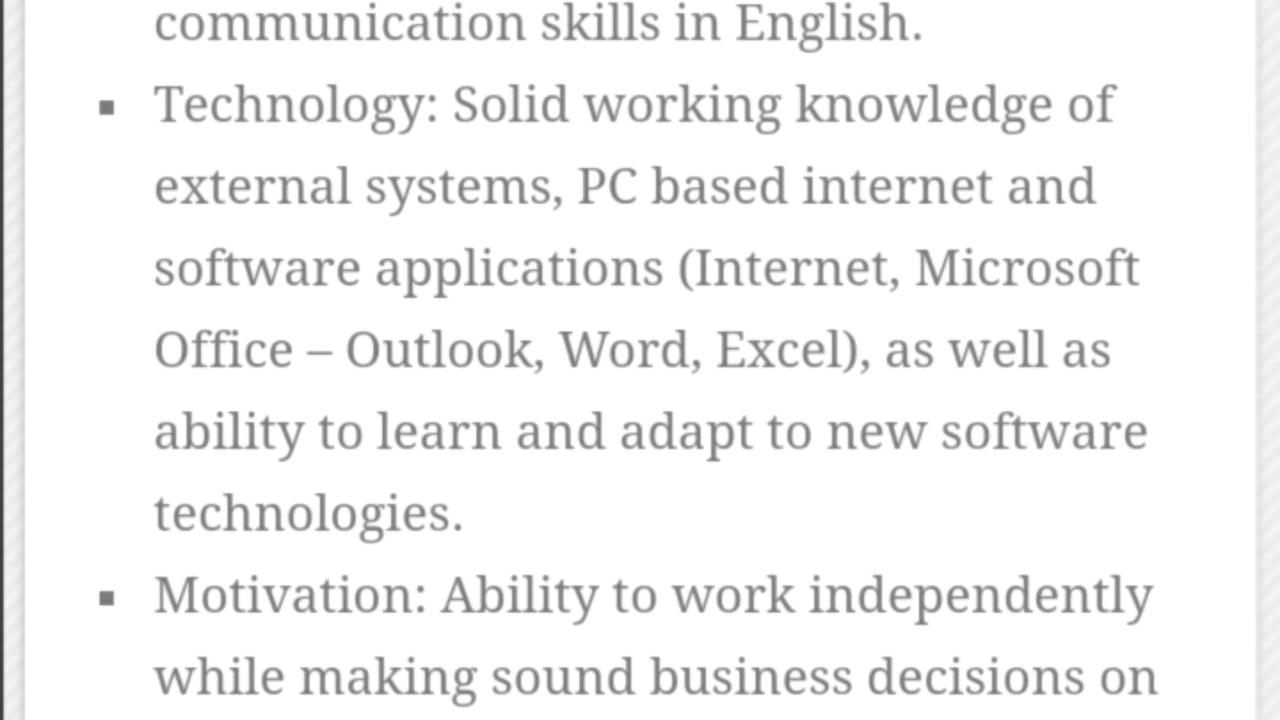 communication skills in English.
▪ Technology: Solid working knowledge of
external systems, PC based internet and
software applications (Internet, Microsoft
Office – Outlook, Word, Excel), as well as
ability to learn and adapt to new software
technologies.
▪ Motivation: Ability to work independently
while making sound business decisions on